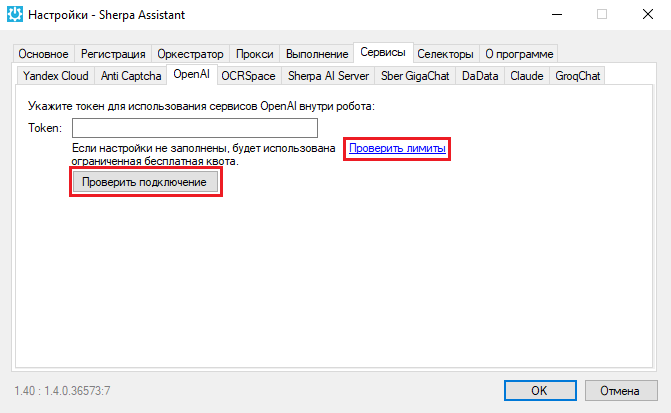 Настройки - Sherpa Assistant
Основное Регистрация Оркестратор Прокси Выполнение Сервисы Селекторы О программе
Yandex Cloud Anti Captcha OpenAI OCRSpace Sherpa AI Server Sber GigaChat DaData Claude GroqChat
Укажите токен для использования сервисов OpenAI внутри робота:
Token:
Если настройки не заполнены, будет использована Проверить лимиты
ограниченная бесплатная квота.
Проверить подключение
1.40 : 1.4.0.36573:7 OK Отмена